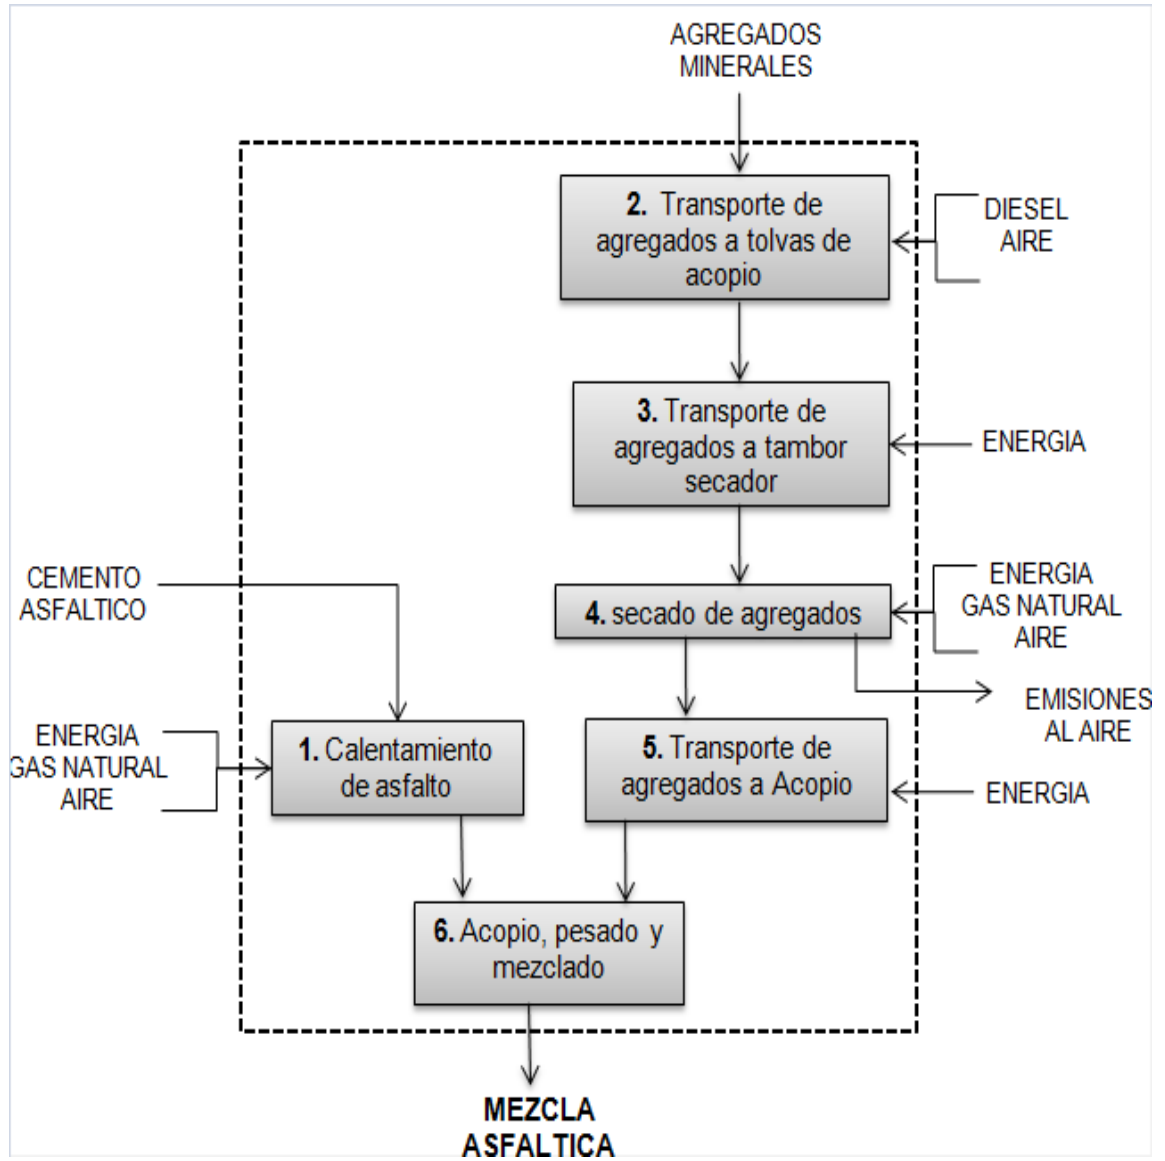 AGREGADOS
MINERALES
2. Transporte de
agregados a tolvas de
acopio
DIESEL
AIRE
3. Transporte de
agregados a tambor
secador
ENERGIA
CEMENTO
ASFALTICO
4. secado de agregados
ENERGIA
GAS NATURAL
AIRE
EMISIONES
AL AIRE
ENERGIA
GAS NATURAL
AIRE
1. Calentamiento
de asfalto
5. Transporte de
agregados a Acopio
ENERGIA
6. Acopio, pesado y
mezclado
MEZCLA
ASFALTICA